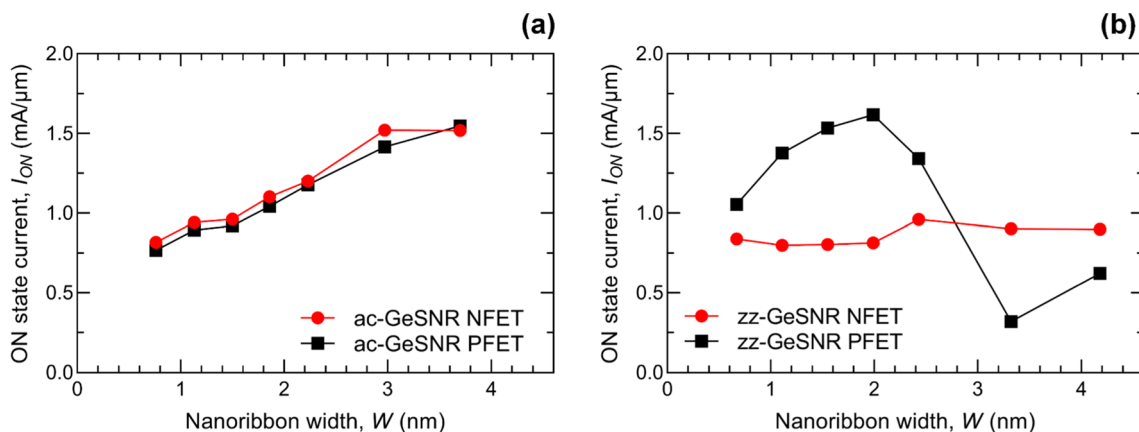 (a)
2.0
1.5
1.0
0.5
0.0
ON state current, I_ON (mA/μm)
ac-GeSNR NFET
ac-GeSNR PFET
0 1 2 3 4
Nanoribbon width, W (nm)
(b)
2.0
1.5
1.0
0.5
0.0
ON state current, I_ON (mA/μm)
zz-GeSNR NFET
zz-GeSNR PFET
0 1 2 3 4
Nanoribbon width, W (nm)